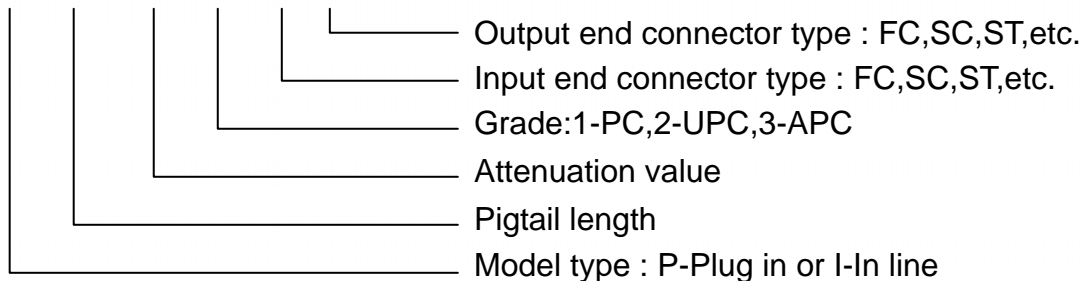 Output end connector type : FC,SC,ST,etc.
Input end connector type : FC,SC,ST,etc.
Grade:1-PC,2-UPC,3-APC
Attenuation value
Pigtail length
Model type : P-Plug in or I-In line